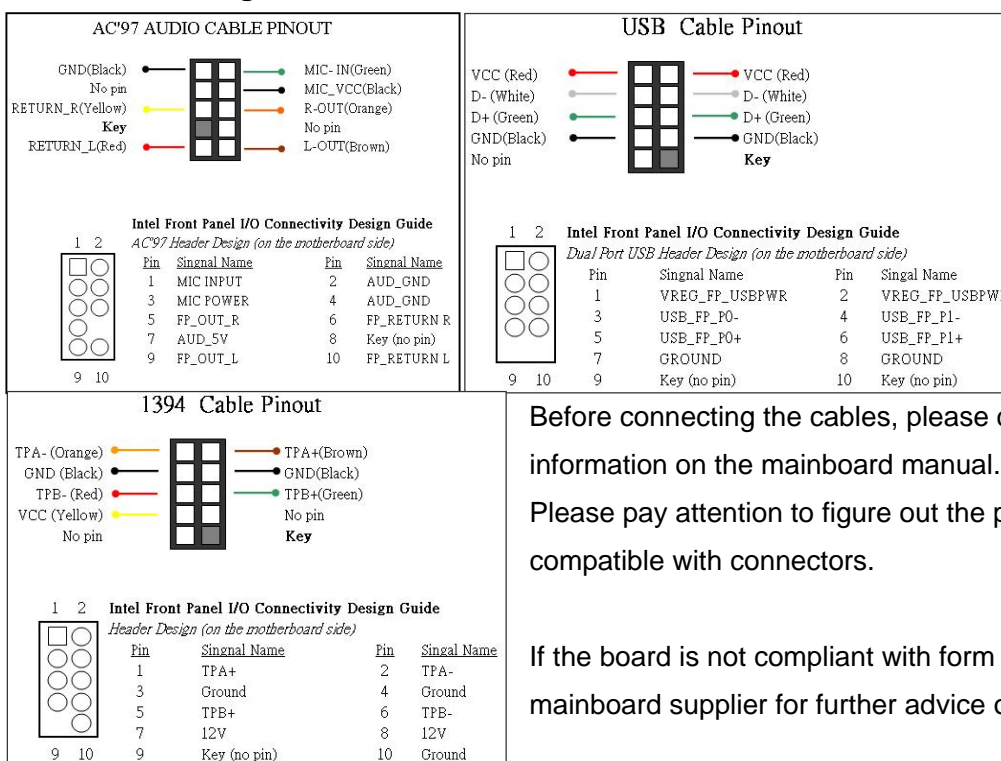 AC'97 AUDIO CABLE PINOUT
GND(Black) MIC- IN(Green)
No pin MIC_VCC(Black)
RETURN_R(Yellow) R-OUT(Orange)
Key No pin
RETURN_L(Red) L-OUT(Brown)
Intel Front Panel I/O Connectivity Design Guide
1 2 AC'97 Header Design (on the motherboard side)
Pin Singnal Name Pin Singnal Name
1 MIC INPUT 2 AUD_GND
3 MIC POWER 4 AUD_GND
5 FP_OUT_R 6 FP_RETURN R
7 AUD_5V 8 Key (no pin)
9 FP_OUT_L 10 FP_RETURN L
9 10
USB Cable Pinout
VCC (Red) VCC (Red)
D- (White) D- (White)
D+ (Green) D+ (Green)
GND(Black) GND(Black)
No pin Key
1 2 Intel Front Panel I/O Connectivity Design Guide
Dual Port USB Header Design (on the motherboard side)
Pin Singnal Name Pin Singal Name
1 VREG_FP_USBPWR 2 VREG_FP_USBPW
3 USB_FP_P0- 4 USB_FP_P1-
5 USB_FP_P0+ 6 USB_FP_P1+
7 GROUND 8 GROUND
9 10 9 Key (no pin) 10 Key (no pin)
1394 Cable Pinout
TPA- (Orange) TPA+(Brown)
GND (Black) GND(Black)
TPB- (Red) TPB+(Green)
VCC (Yellow) No pin
No pin Key
1 2 Intel Front Panel I/O Connectivity Design Guide
Header Design (on the motherboard side)
Pin Singnal Name Pin Singal Name
1 TPA+ 2 TPA-
3 Ground 4 Ground
5 TPB+ 6 TPB-
7 12V 8 12V
9 10 9 Key (no pin) 10 Ground
Before connecting the cables, please
information on the mainboard manual.
Please pay attention to figure out the
compatible with connectors.
If the board is not compliant with form
mainboard supplier for further advice